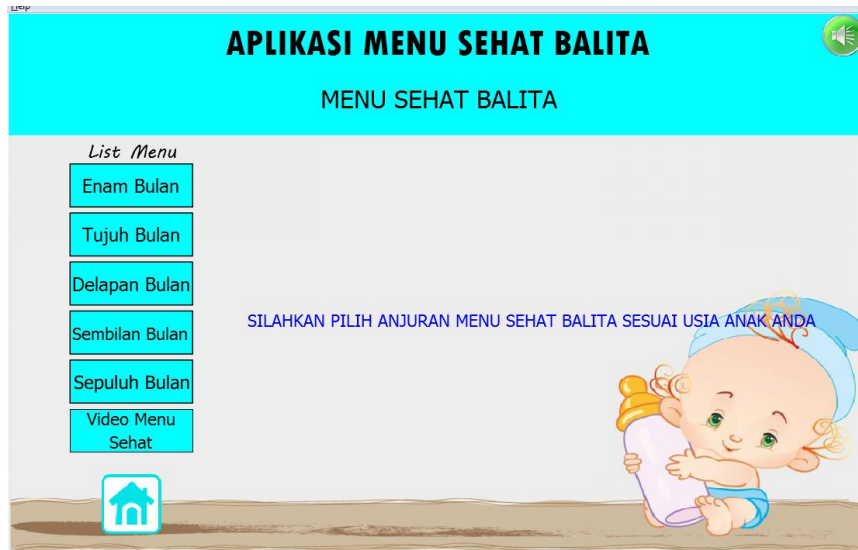 Help
APLIKASI MENU SEHAT BALITA
MENU SEHAT BALITA
List Menu
Enam Bulan
Tujuh Bulan
Delapan Bulan
Sembilan Bulan
Sepuluh Bulan
Video Menu
Sehat
SILAHKAN PILIH ANJURAN MENU SEHAT BALITA SESUAI USIA ANAK ANDA